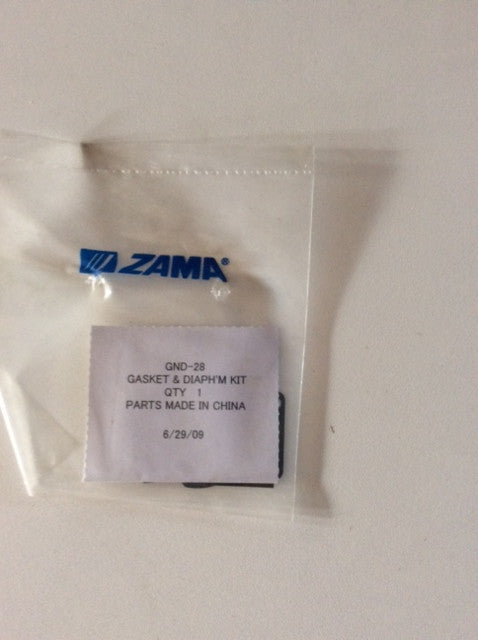 ZAMA®
GND-28
GASKET & DIAPH'M KIT
QTY 1
PARTS MADE IN CHINA
6/29/09